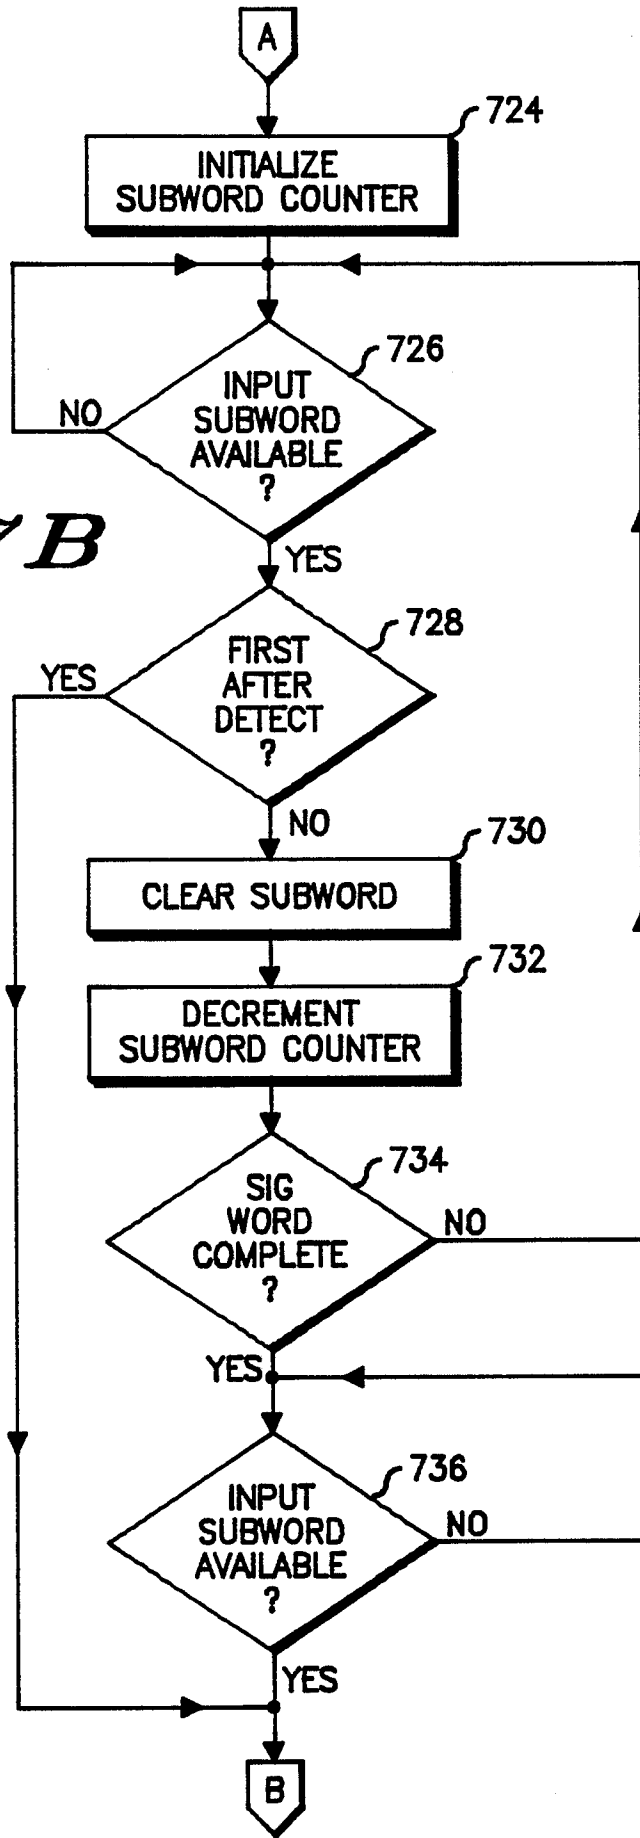 A
724
INITIALIZE
SUBWORD COUNTER
726
INPUT
SUBWORD
AVAILABLE
?
NO
7B
YES
728
FIRST
AFTER
DETECT
?
YES
NO
730
CLEAR SUBWORD
732
DECREMENT
SUBWORD COUNTER
734
SIG
WORD
COMPLETE
?
NO
YES
736
INPUT
SUBWORD
AVAILABLE
?
NO
YES
B